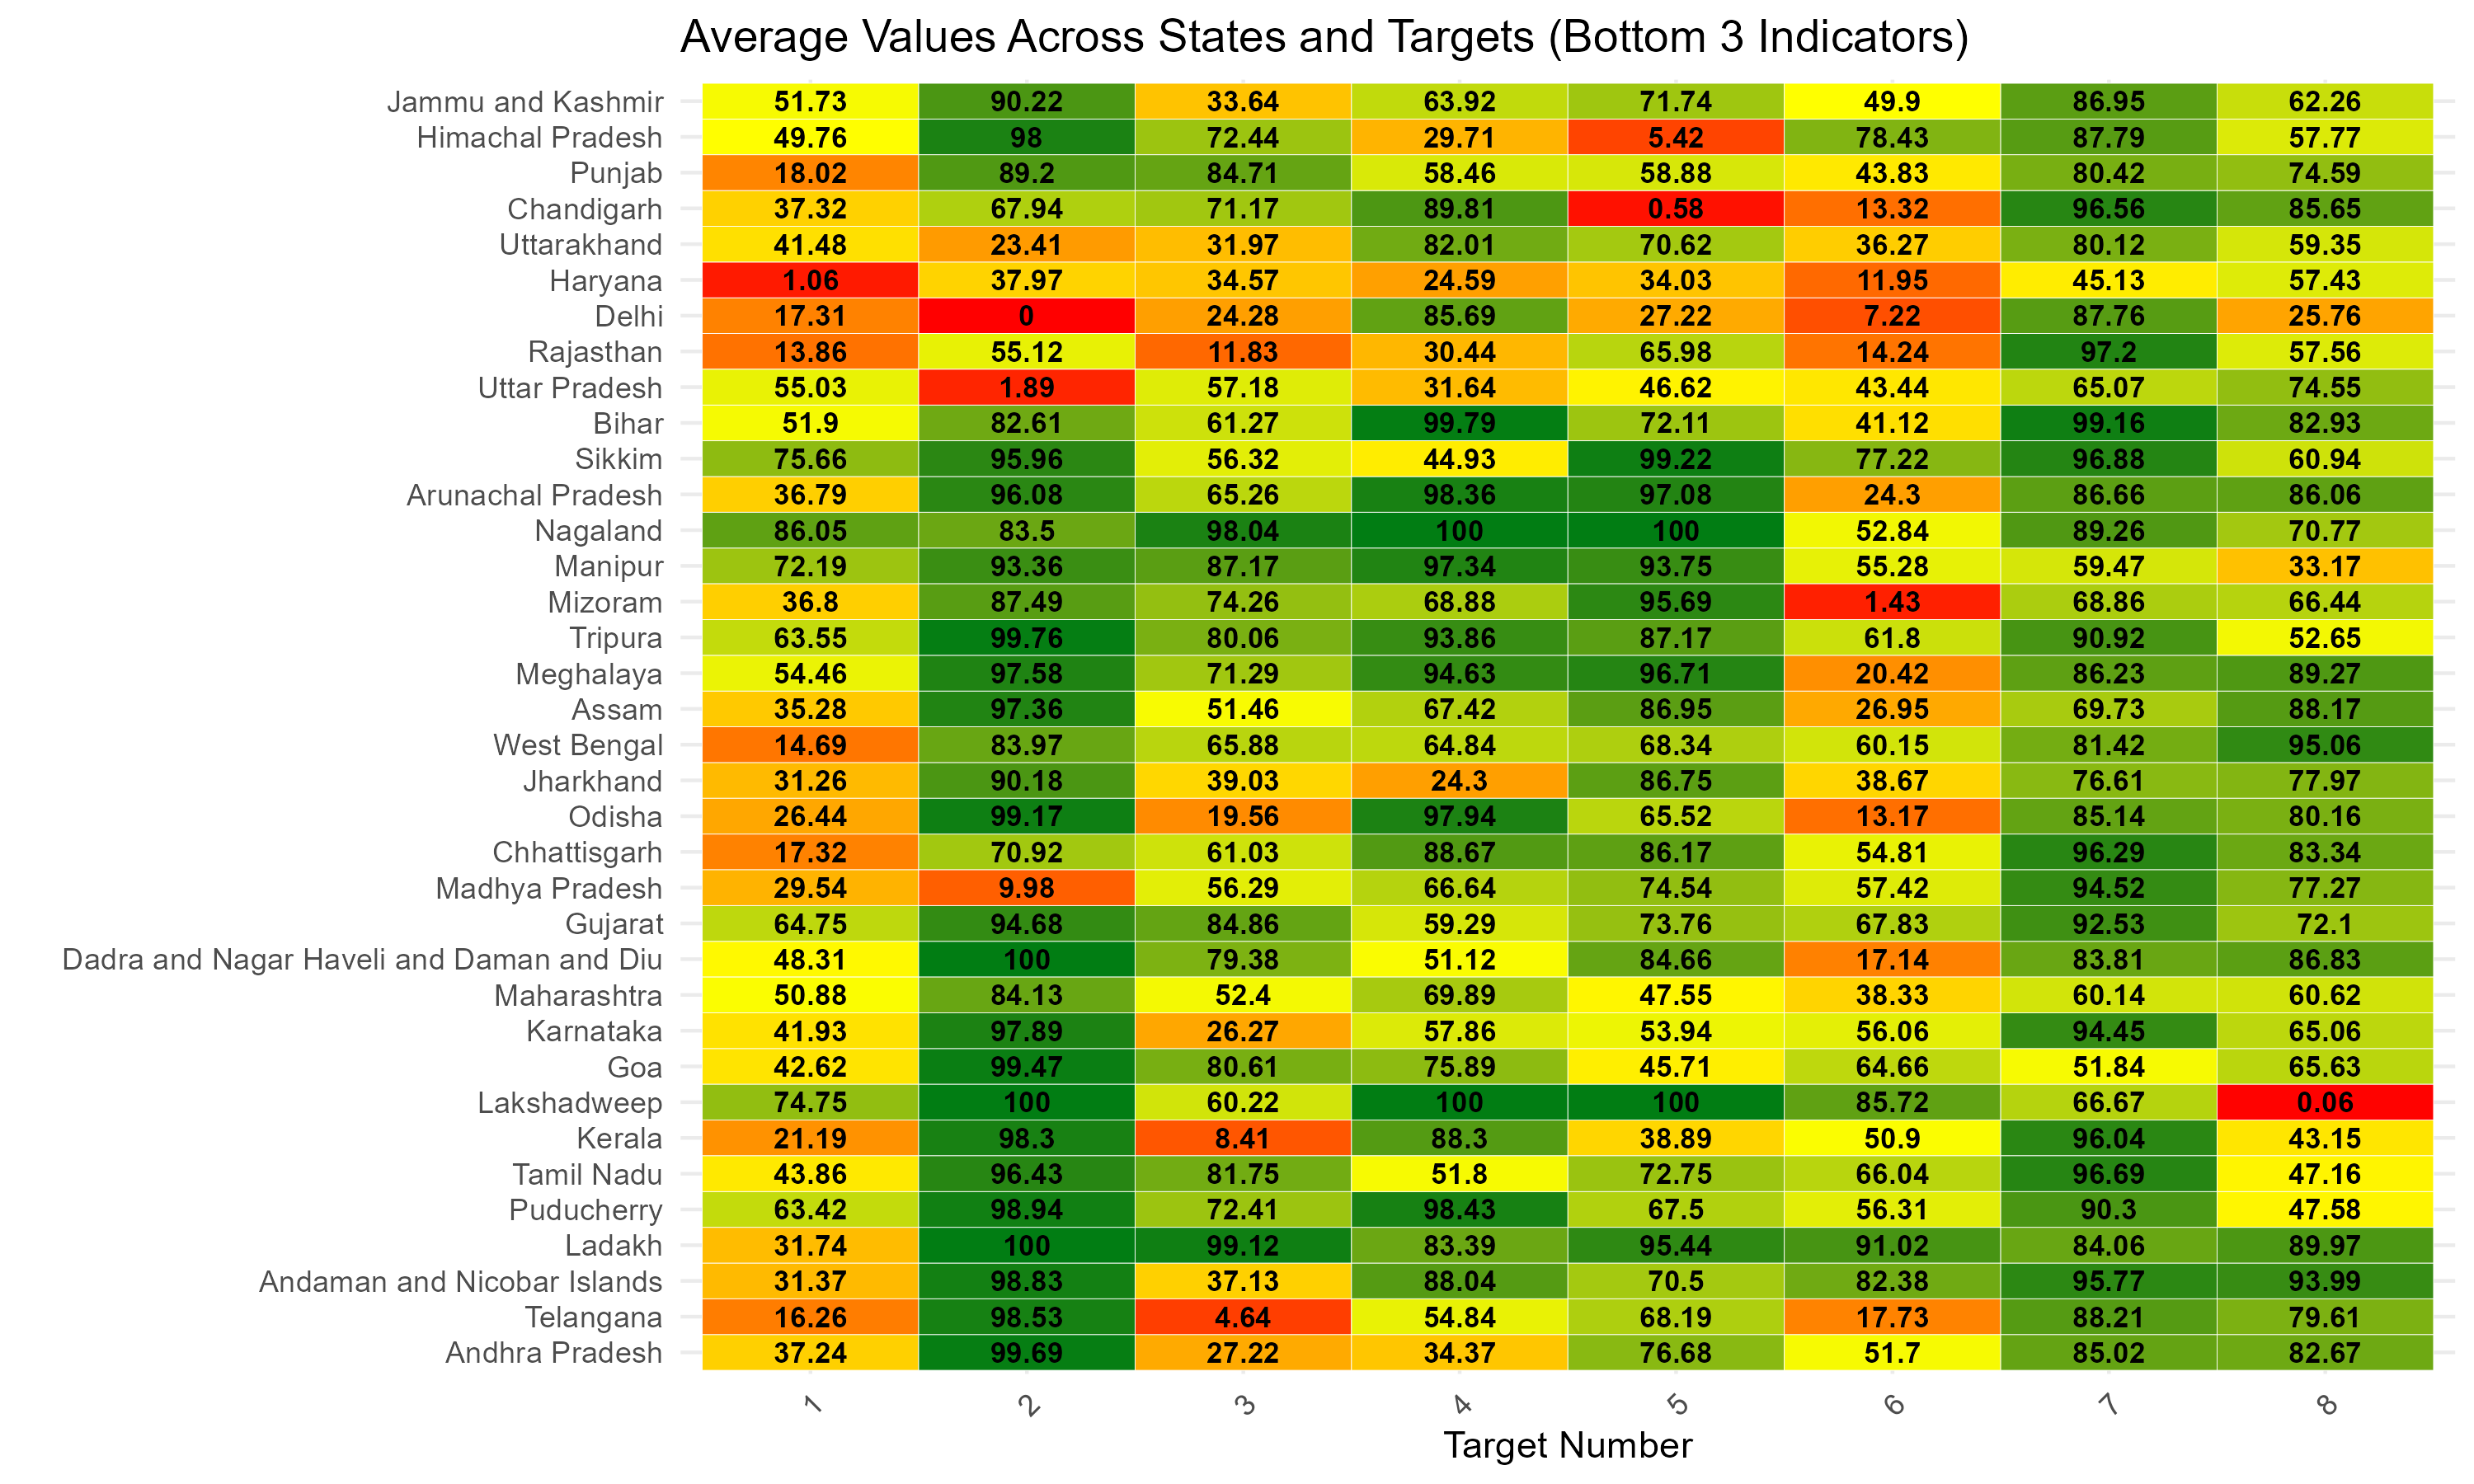 Average Values Across States and Targets (Bottom 3 Indicators)
Jammu and Kashmir 51.73 90.22 33.64 63.92 71.74 49.9 86.95 62.26
Himachal Pradesh 49.76 98 72.44 29.71 5.42 78.43 87.79 57.77
Punjab 18.02 89.2 84.71 58.46 58.88 43.83 80.42 74.59
Chandigarh 37.32 67.94 71.17 89.81 0.58 13.32 96.56 85.65
Uttarakhand 41.48 23.41 31.97 82.01 70.62 36.27 80.12 59.35
Haryana 1.06 37.97 34.57 24.59 34.03 11.95 45.13 57.43
Delhi 17.31 0 24.28 85.69 27.22 7.22 87.76 25.76
Rajasthan 13.86 55.12 11.83 30.44 65.98 14.24 97.2 57.56
Uttar Pradesh 55.03 1.89 57.18 31.64 46.62 43.44 65.07 74.55
Bihar 51.9 82.61 61.27 99.79 72.11 41.12 99.16 82.93
Sikkim 75.66 95.96 56.32 44.93 99.22 77.22 96.88 60.94
Arunachal Pradesh 36.79 96.08 65.26 98.36 97.08 24.3 86.66 86.06
Nagaland 86.05 83.5 98.04 100 100 52.84 89.26 70.77
Manipur 72.19 93.36 87.17 97.34 93.75 55.28 59.47 33.17
Mizoram 36.8 87.49 74.26 68.88 95.69 1.43 68.86 66.44
Tripura 63.55 99.76 80.06 93.86 87.17 61.8 90.92 52.65
Meghalaya 54.46 97.58 71.29 94.63 96.71 20.42 86.23 89.27
Assam 35.28 97.36 51.46 67.42 86.95 26.95 69.73 88.17
West Bengal 14.69 83.97 65.88 64.84 68.34 60.15 81.42 95.06
Jharkhand 31.26 90.18 39.03 24.3 86.75 38.67 76.61 77.97
Odisha 26.44 99.17 19.56 97.94 65.52 13.17 85.14 80.16
Chhattisgarh 17.32 70.92 61.03 88.67 86.17 54.81 96.29 83.34
Madhya Pradesh 29.54 9.98 56.29 66.64 74.54 57.42 94.52 77.27
Gujarat 64.75 94.68 84.86 59.29 73.76 67.83 92.53 72.1
Dadra and Nagar Haveli and Daman and Diu 48.31 100 79.38 51.12 84.66 17.14 83.81 86.83
Maharashtra 50.88 84.13 52.4 69.89 47.55 38.33 60.14 60.62
Karnataka 41.93 97.89 26.27 57.86 53.94 56.06 94.45 65.06
Goa 42.62 99.47 80.61 75.89 45.71 64.66 51.84 65.63
Lakshadweep 74.75 100 60.22 100 100 85.72 66.67 0.06
Kerala 21.19 98.3 8.41 88.3 38.89 50.9 96.04 43.15
Tamil Nadu 43.86 96.43 81.75 51.8 72.75 66.04 96.69 47.16
Puducherry 63.42 98.94 72.41 98.43 67.5 56.31 90.3 47.58
Ladakh 31.74 100 99.12 83.39 95.44 91.02 84.06 89.97
Andaman and Nicobar Islands 31.37 98.83 37.13 88.04 70.5 82.38 95.77 93.99
Telangana 16.26 98.53 4.64 54.84 68.19 17.73 88.21 79.61
Andhra Pradesh 37.24 99.69 27.22 34.37 76.68 51.7 85.02 82.67
1 2 3 4 5 6 7 8
Target Number